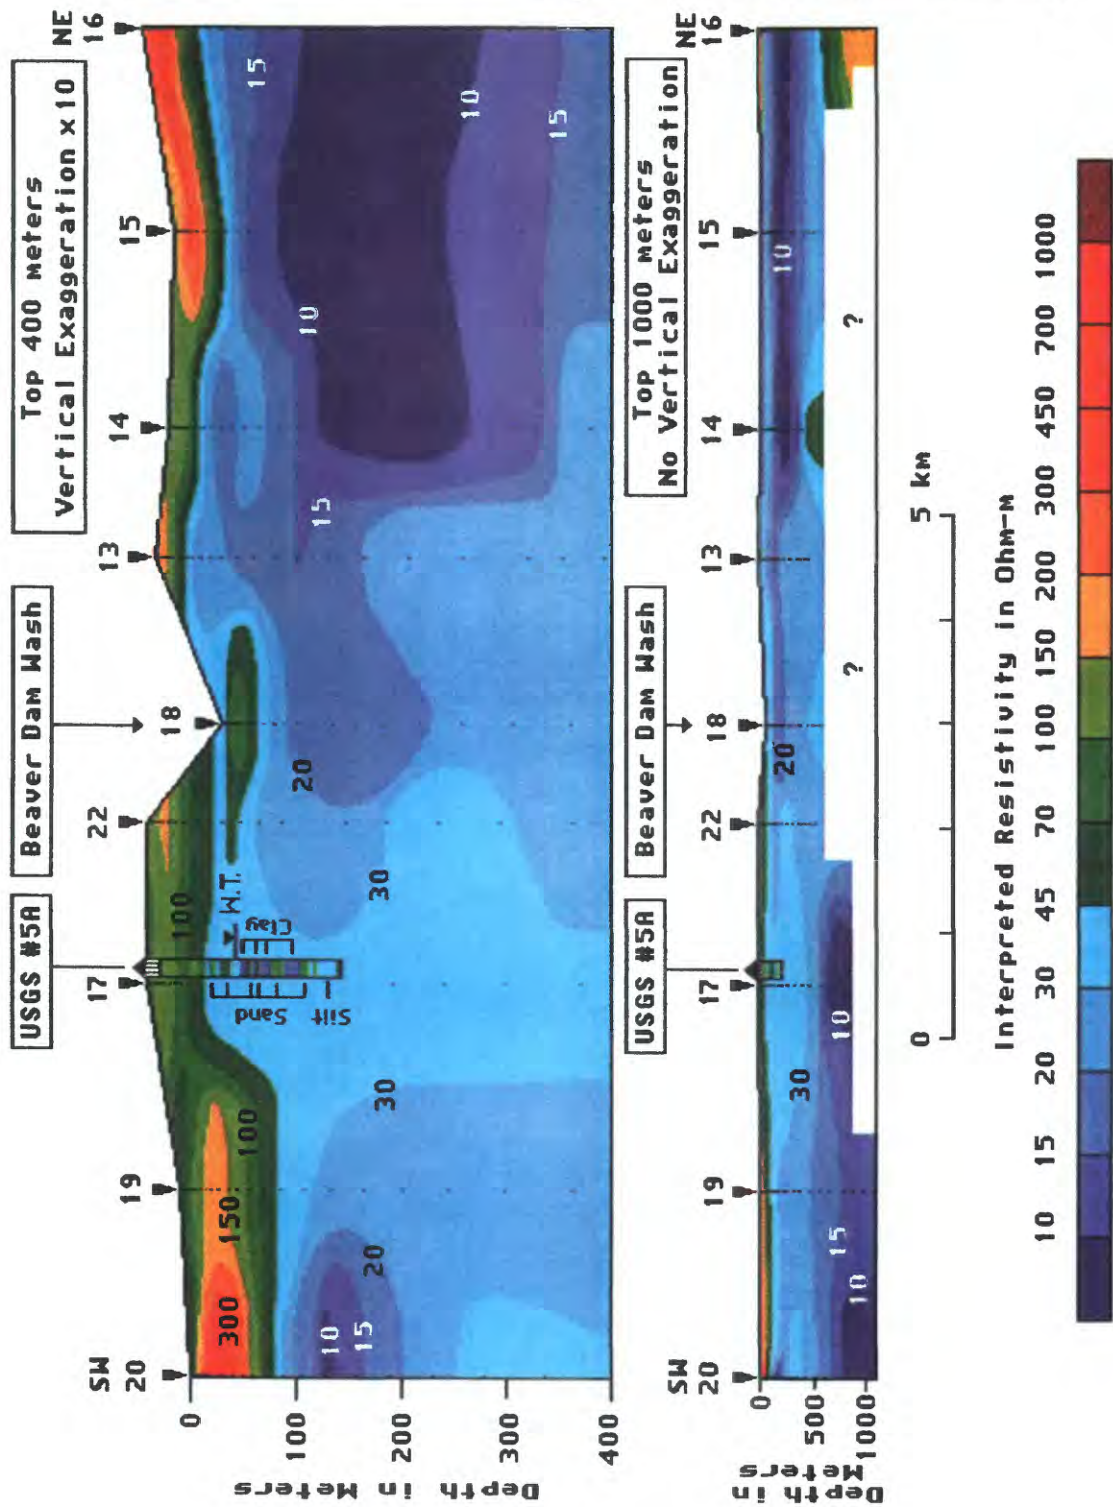 Top 400 meters
Vertical Exaggeration x 10
USGS #5A
Beaver Dam Wash
SW
20
19
17
22
18
13
14
15
NE
16
Depth in
Meters
0
100
200
300
400
300
150
100
100
W.T.
Clay
Sand
Silt
10
15
20
30
30
20
15
10
15
10
15
Top 1000 meters
No Vertical Exaggeration
USGS #5A
Beaver Dam Wash
SW
20
19
17
22
18
13
14
15
NE
16
Depth in
Meters
0
500
1000
10
15
30
10
20
10
?
?
0
5 km
Interpreted Resistivity in Ohm-m
10
15
20
30
45
70
100
150
200
300
450
700
1000